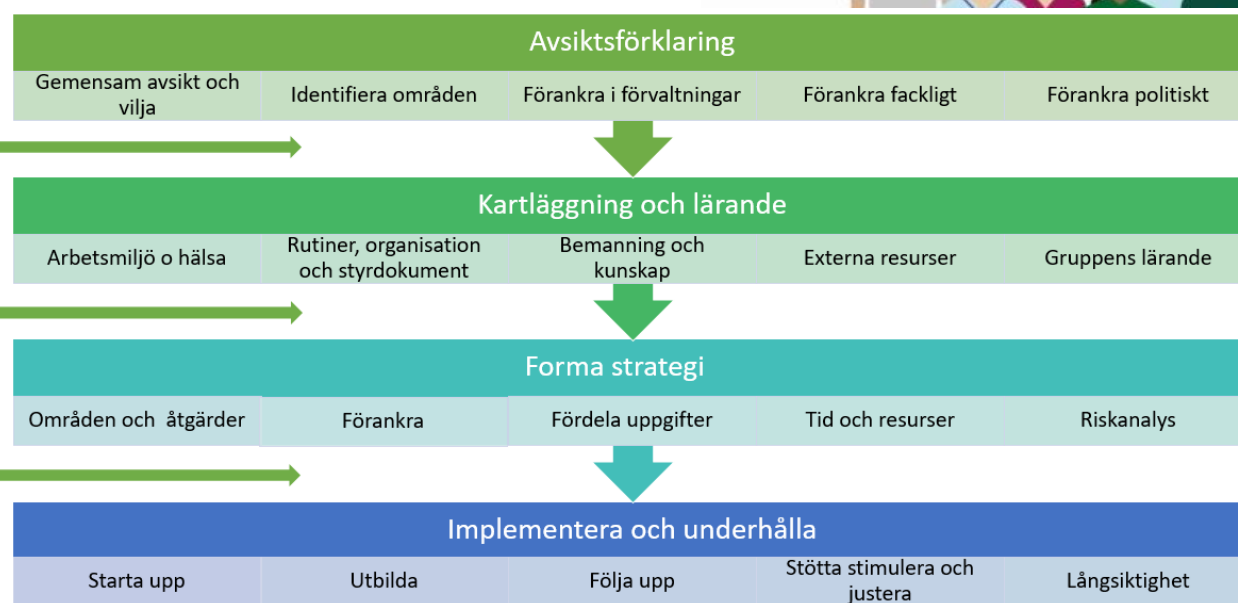 Avsiktsförklaring
Gemensam avsikt och
vilja
Identifiera områden
Förankra i förvaltningar
Förankra fackligt
Förankra politiskt
Kartläggning och lärande
Arbetsmiljö o hälsa
Rutiner, organisation
och styrdokument
Bemanning och
kunskap
Externa resurser
Gruppens lärande
Forma strategi
Områden och åtgärder
Förankra
Fördela uppgifter
Tid och resurser
Riskanalys
Implementera och underhålla
Starta upp
Utbilda
Följa upp
Stötta stimulera och
justera
Långsiktighet